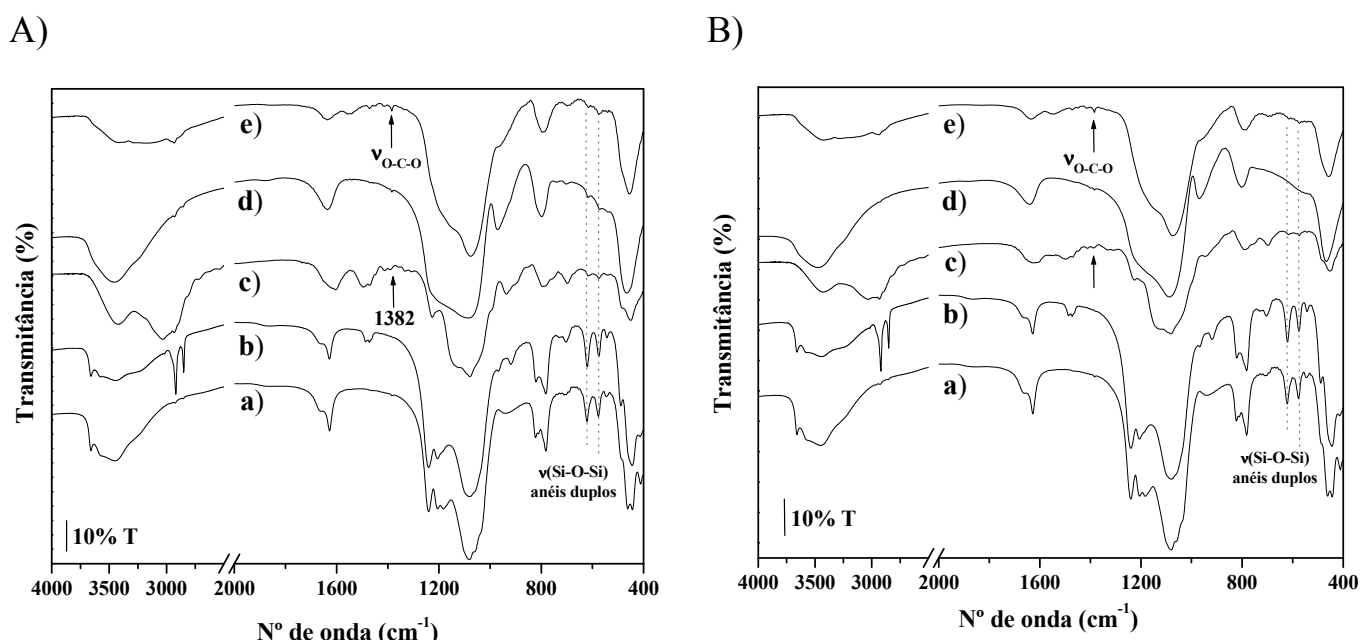 A)
Transmitância (%)
e)
νO-C-O
d)
c)
1382
b)
a)
ν(Si-O-Si)
anéis duplos
10% T
4000 3500 3000 2000 1600 1200 800 400
Nº de onda (cm-1)
B)
Transmitância (%)
e)
νO-C-O
d)
c)
b)
a)
ν(Si-O-Si)
anéis duplos
10% T
4000 3500 3000 2000 1600 1200 800 400
Nº de onda (cm-1)